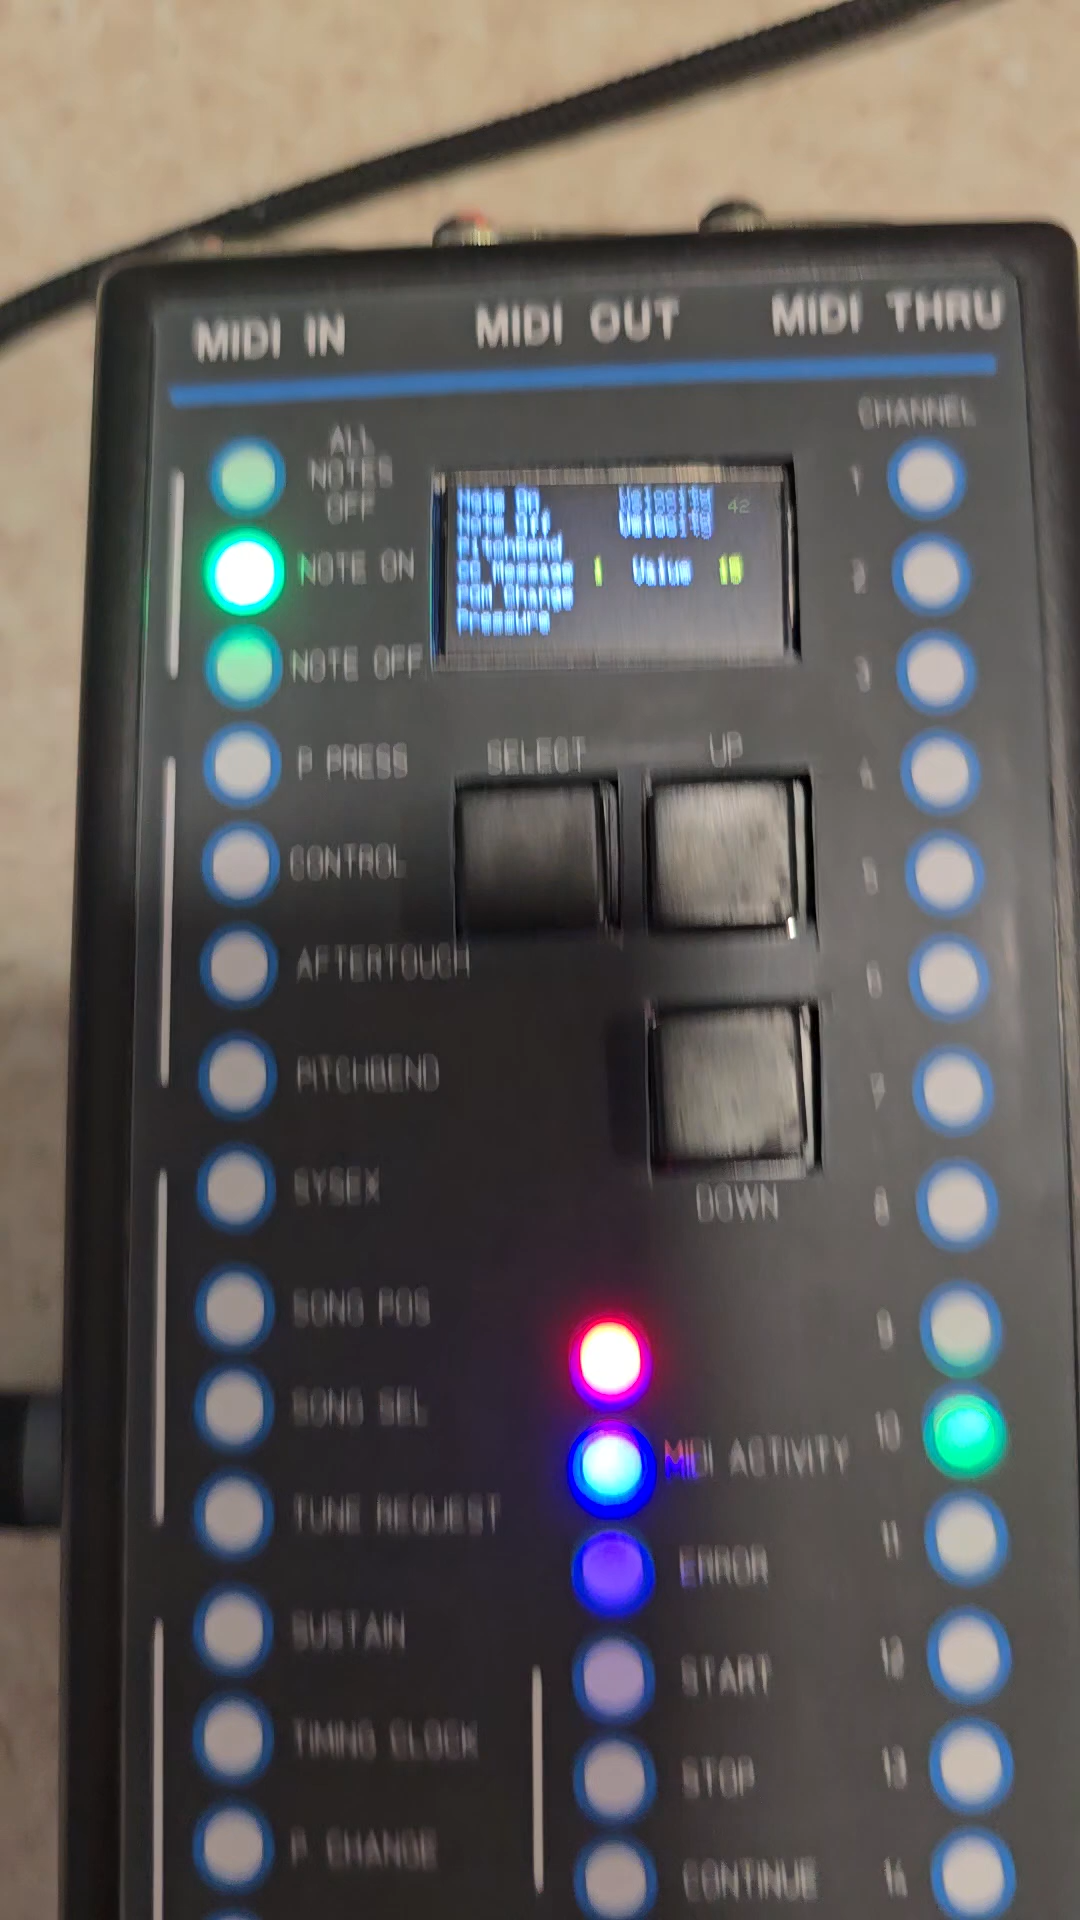 MIDI IN MIDI OUT MIDI THRU
CHANNEL
ALL
NOTES
OFF
NOTE ON
NOTE OFF
P PRESS
CONTROL
AFTERTOUCH
PITCHBEND
SYSEX
SONG POS
SONG SEL
TUNE REQUEST
SUSTAIN
TIMING CLOCK
P. CHANGE
Note On Velocity 42
Note Off Velocity
Pitchbend
CC Message 1 Value
PGM Change
Pressure
SELECT UP
DOWN
MIDI ACTIVITY
ERROR
START
STOP
CONTINUE
1
2
3
4
5
6
7
8
9
10
11
12
13
14